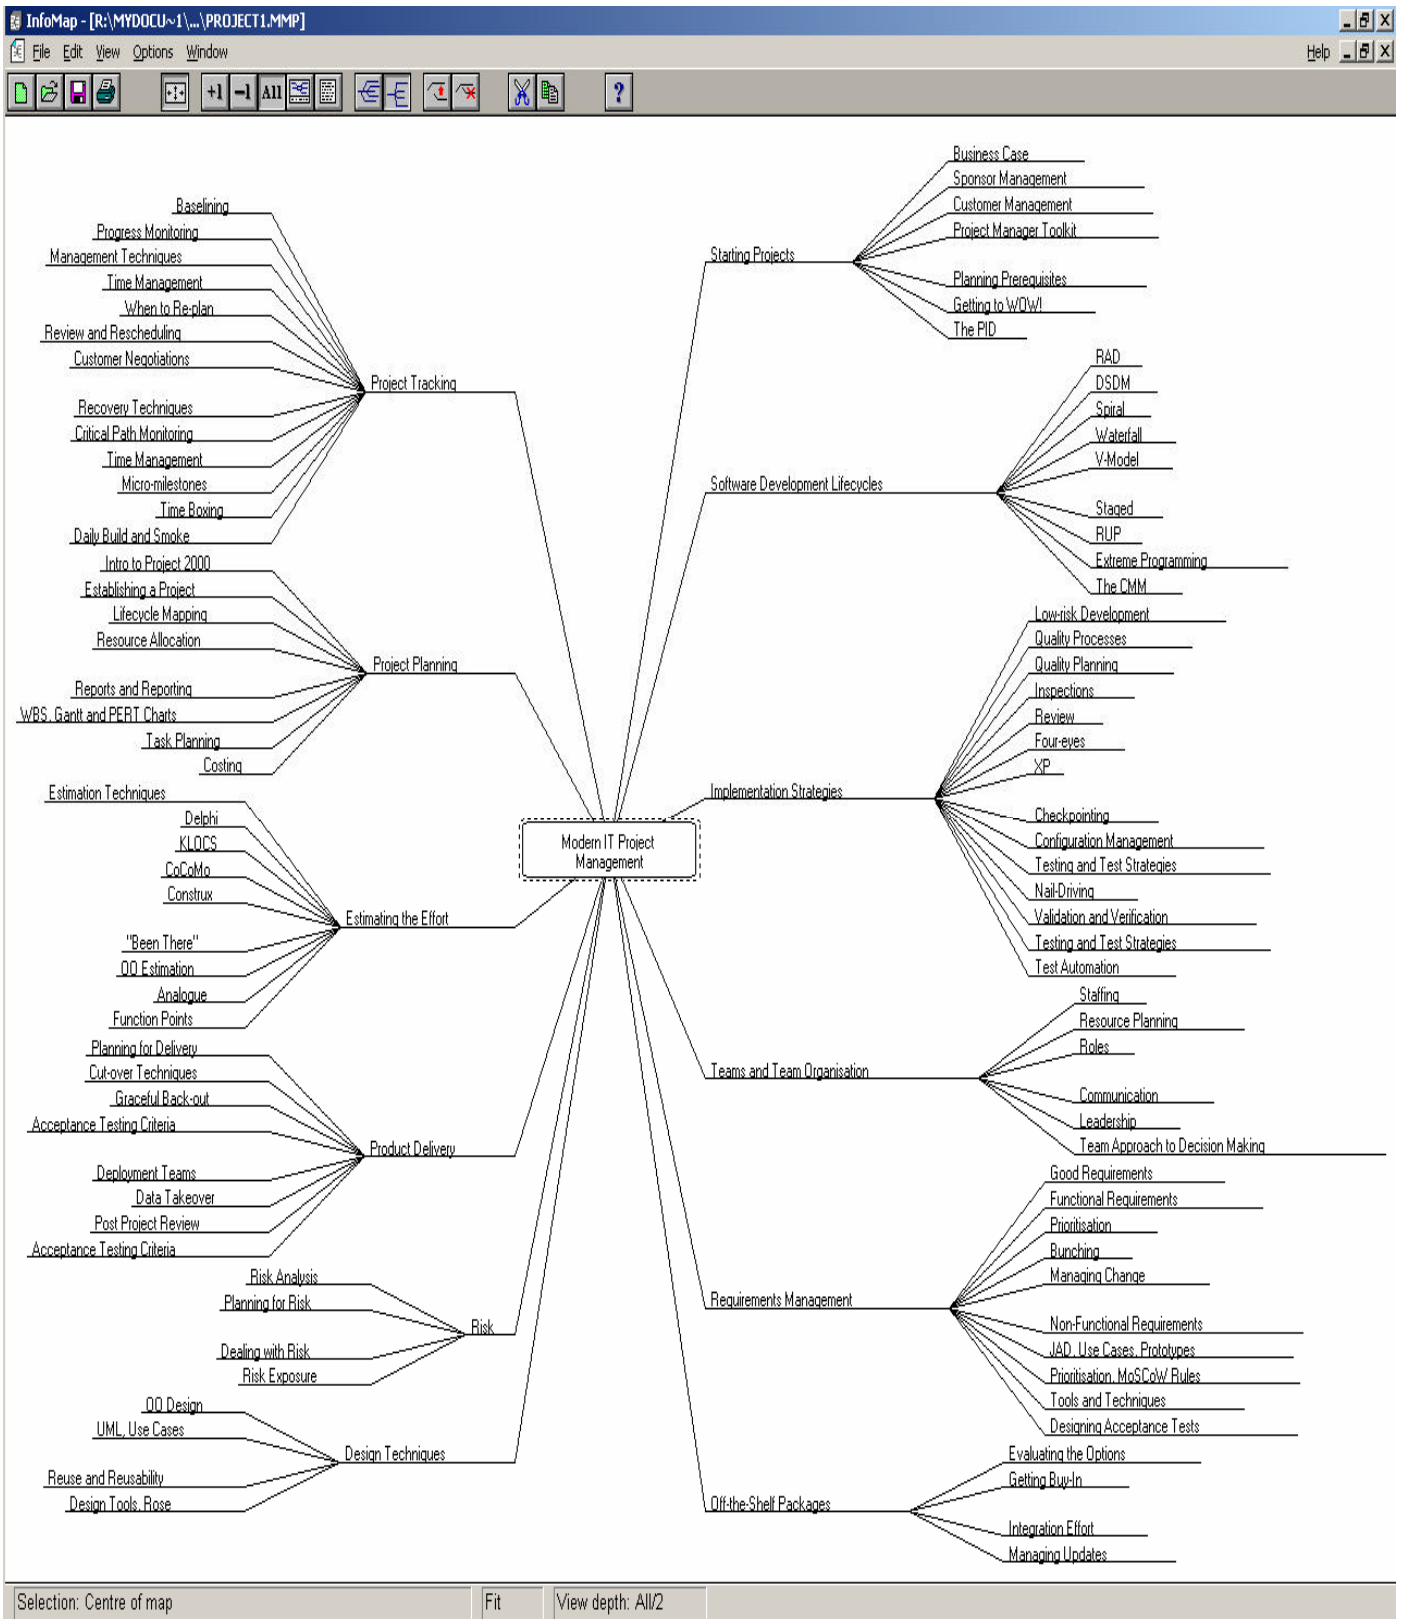 InfoMap - [R:\MYDOCU~1\...\PROJECT1.MMP]
File Edit View Options Window Help
+1 -1 All ?
Baselining
Progress Monitoring
Management Techniques
Time Management
When to Re-plan
Review and Rescheduling
Customer Negotiations
Recovery Techniques
Critical Path Monitoring
Time Management
Micro-milestones
Time Boxing
Daily Build and Smoke
Project Tracking
Intro to Project 2000
Establishing a Project
Lifecycle Mapping
Resource Allocation
Reports and Reporting
WBS, Gantt and PERT Charts
Task Planning
Costing
Project Planning
Estimation Techniques
Delphi
KLOCS
CoCoMo
Construx
"Been There"
OO Estimation
Analogue
Function Points
Estimating the Effort
Planning for Delivery
Cut-over Techniques
Graceful Back-out
Acceptance Testing Criteria
Deployment Teams
Data Takeover
Post Project Review
Acceptance Testing Criteria
Product Delivery
Risk Analysis
Planning for Risk
Dealing with Risk
Risk Exposure
Risk
OO Design
UML, Use Cases
Reuse and Reusability
Design Tools, Rose
Design Techniques
Modern IT Project
Management
Starting Projects
Business Case
Sponsor Management
Customer Management
Project Manager Toolkit
Planning Prerequisites
Getting to WOW!
The PID
Software Development Lifecycles
RAD
DSDM
Spiral
Waterfall
V-Model
Staged
RUP
Extreme Programming
The CMM
Implementation Strategies
Low-risk Development
Quality Processes
Quality Planning
Inspections
Review
Four-eyes
XP
Checkpointing
Configuration Management
Testing and Test Strategies
Nail-Driving
Validation and Verification
Testing and Test Strategies
Test Automation
Teams and Team Organisation
Staffing
Resource Planning
Roles
Communication
Leadership
Team Approach to Decision Making
Requirements Management
Good Requirements
Functional Requirements
Prioritisation
Bunching
Managing Change
Non-Functional Requirements
JAD, Use Cases, Prototypes
Prioritisation, MoSCoW Rules
Tools and Techniques
Designing Acceptance Tests
Off-the-Shelf Packages
Evaluating the Options
Getting Buy-In
Integration Effort
Managing Updates
Selection: Centre of map Fit View depth: All/2